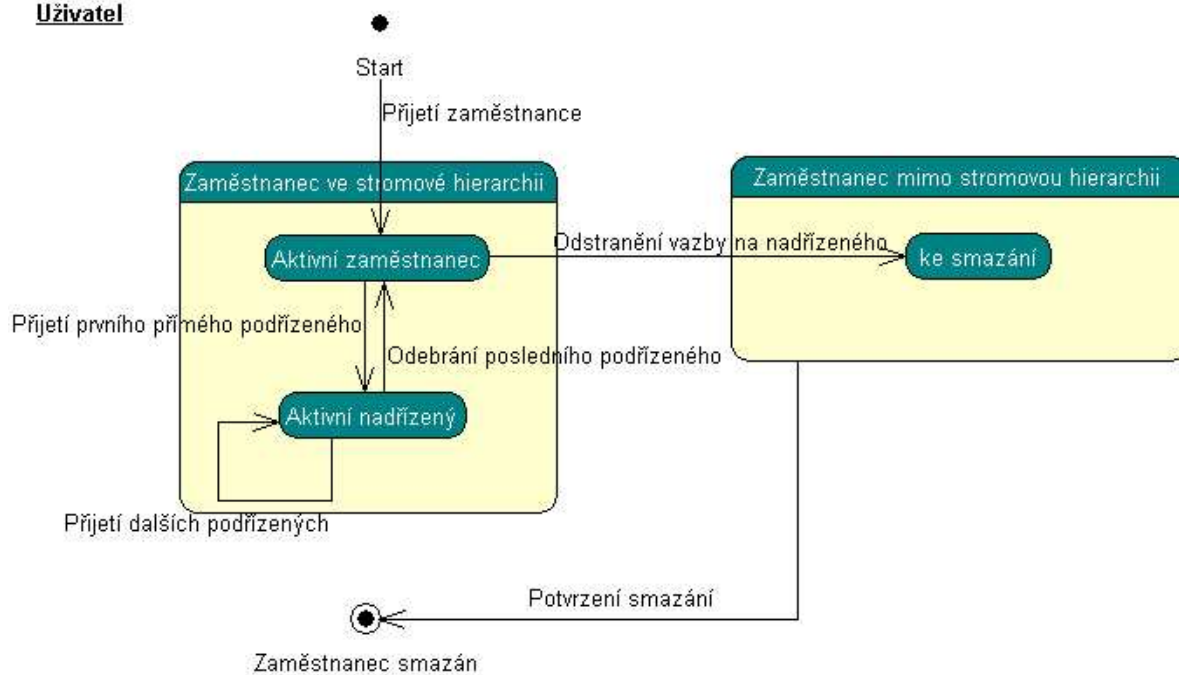 Uživatel
Start
Přijetí zaměstnance
Zaměstnanec ve stromové hierarchii
Zaměstnanec mimo stromovou hierarchii
Aktivní zaměstnanec
Odstranění vazby na nadřízeného
ke smazání
Přijetí prvního přímého podřízeného
Odebrání posledního podřízeného
Aktivní nadřízený
Přijetí dalších podřízených
Potvrzení smazání
Zaměstnanec smazán